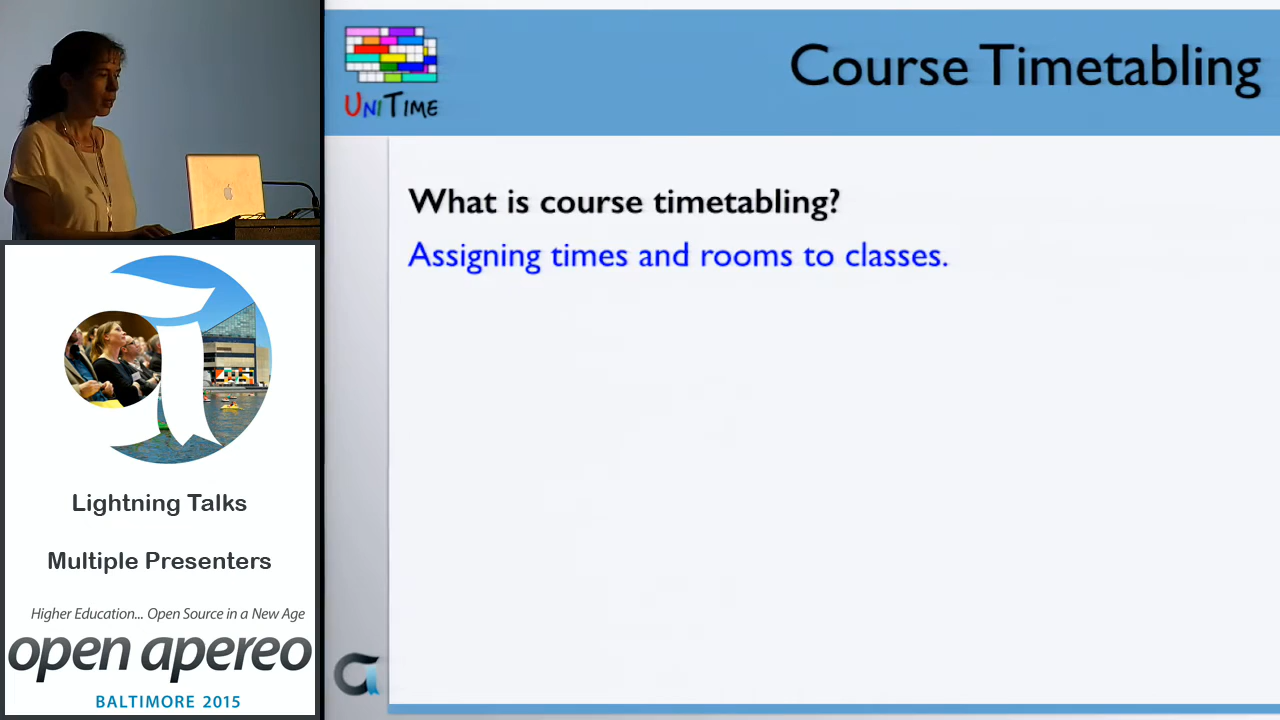 UniTime
Course Timetabling
What is course timetabling?
Assigning times and rooms to classes.
Lightning Talks
Multiple Presenters
Higher Education... Open Source in a New Age
open apereo
BALTIMORE 2015